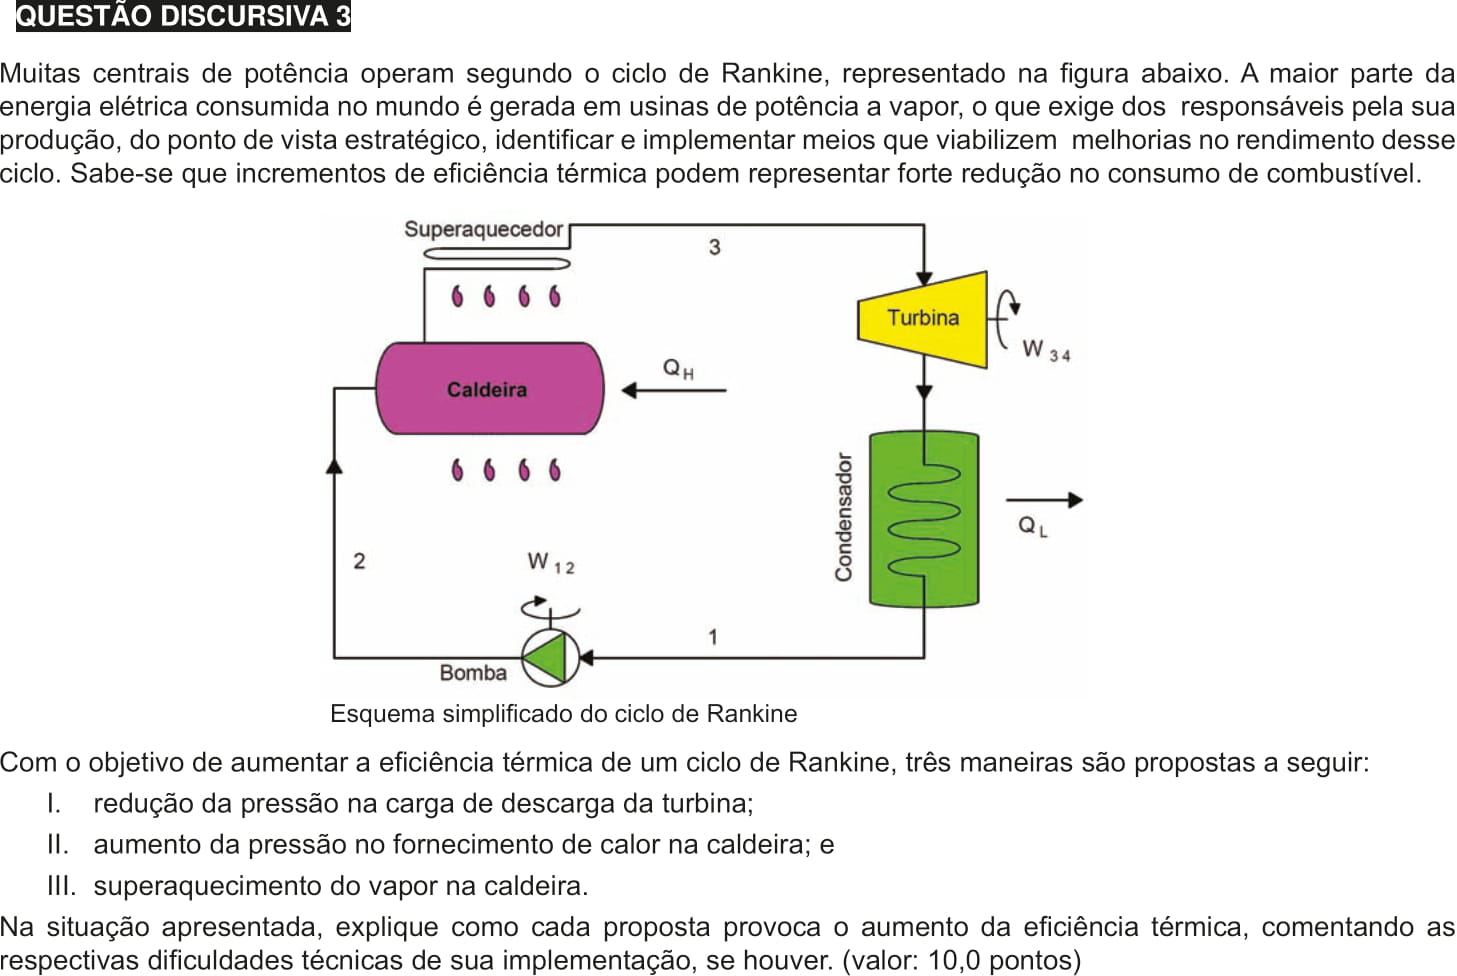 QUESTÃO DISCURSIVA 3
Muitas centrais de potência operam segundo o ciclo de Rankine, representado na figura abaixo. A maior parte da
energia elétrica consumida no mundo é gerada em usinas de potência a vapor, o que exige dos responsáveis pela sua
produção, do ponto de vista estratégico, identificar e implementar meios que viabilizem melhorias no rendimento desse
ciclo. Sabe-se que incrementos de eficiência térmica podem representar forte redução no consumo de combustível.
Superaquecedor
3
Turbina
W 34
QH
Caldeira
Condensador
QL
2
W 12
1
Bomba
Esquema simplificado do ciclo de Rankine
Com o objetivo de aumentar a eficiência térmica de um ciclo de Rankine, três maneiras são propostas a seguir:
I. redução da pressão na carga de descarga da turbina;
II. aumento da pressão no fornecimento de calor na caldeira; e
III. superaquecimento do vapor na caldeira.
Na situação apresentada, explique como cada proposta provoca o aumento da eficiência térmica, comentando as
respectivas dificuldades técnicas de sua implementação, se houver. (valor: 10,0 pontos)